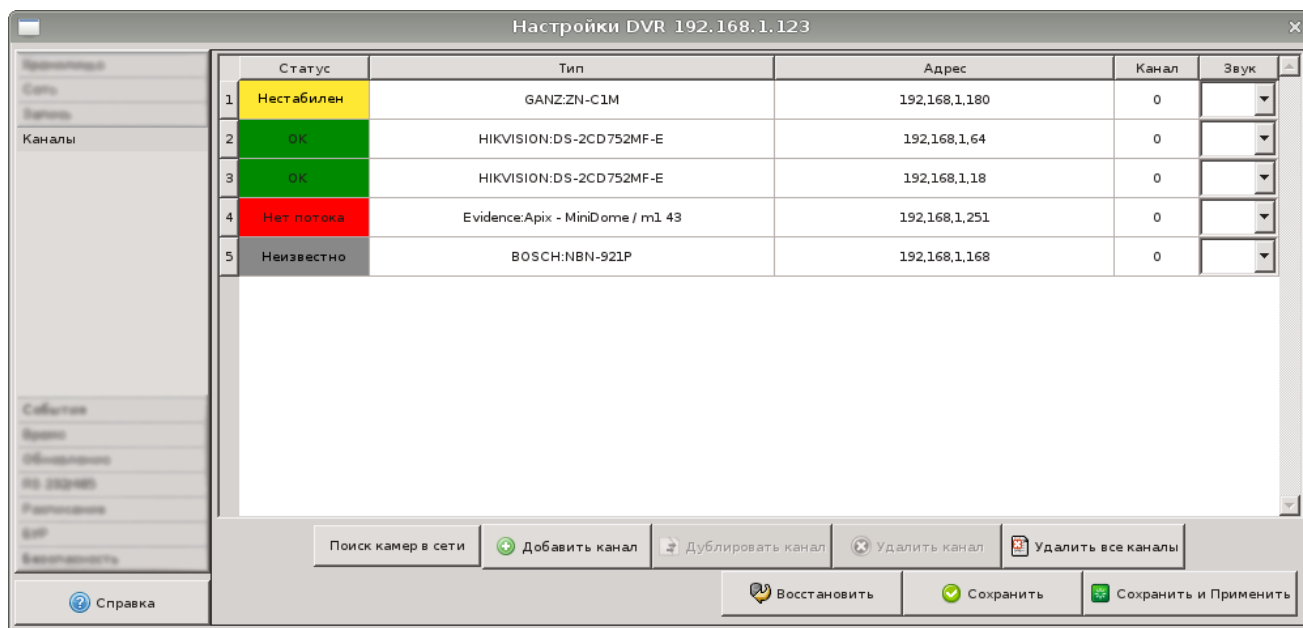 Настройки DVR 192.168.1.123
Каналы
Справка
Статус Тип Адрес Канал Звук
1 Нестабилен GANZ:ZN-C1M 192,168,1,180 0
2 OK HIKVISION:DS-2CD752MF-E 192,168,1,64 0
3 OK HIKVISION:DS-2CD752MF-E 192,168,1,18 0
4 Нет потока Evidence:Apix - MiniDome / m1 43 192,168,1,251 0
5 Неизвестно BOSCH:NBN-921P 192,168,1,168 0
Поиск камер в сети Добавить канал Дублировать канал Удалить канал Удалить все каналы
Восстановить Сохранить Сохранить и Применить